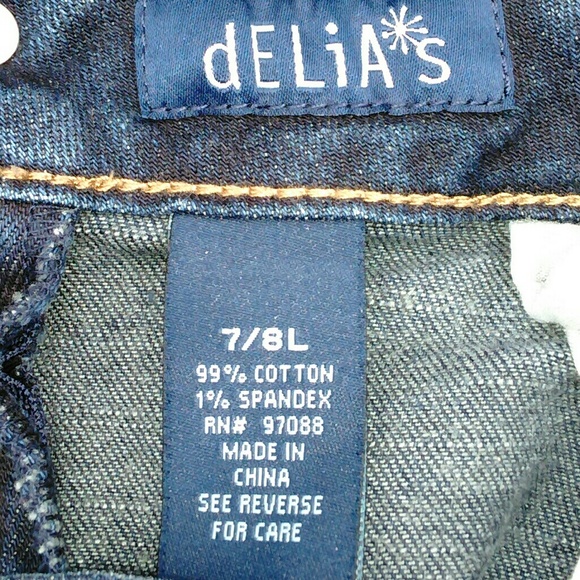 dELiA*s
7/8L
99% COTTON
1% SPANDEX
RN# 97088
MADE IN
CHINA
SEE REVERSE
FOR CARE